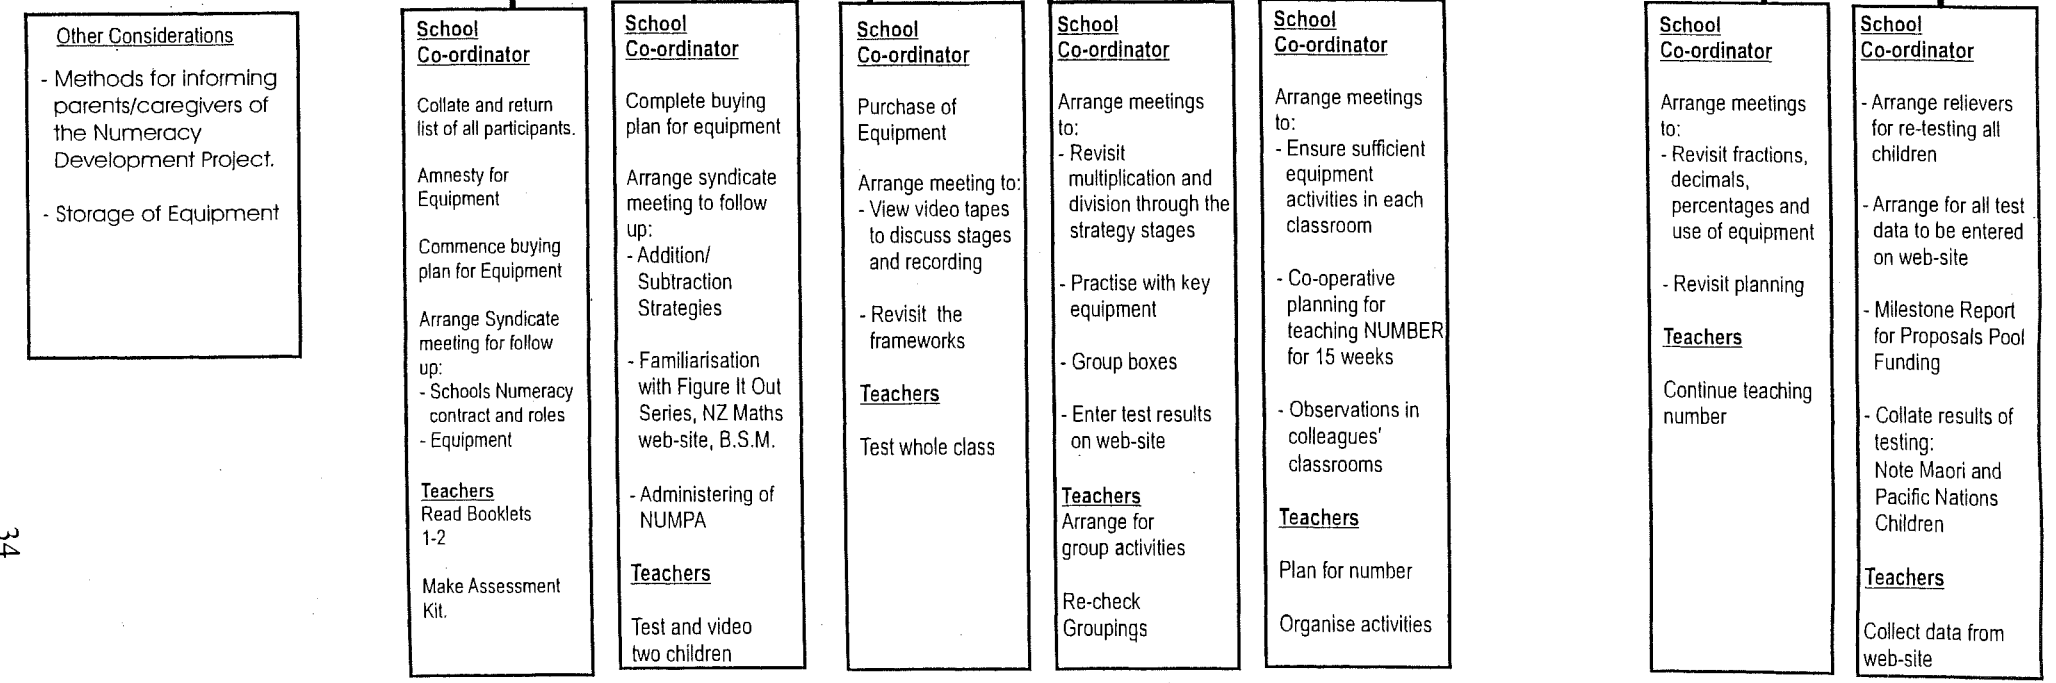 Other Considerations
- Methods for informing
parents/caregivers of
the Numeracy
Development Project.
- Storage of Equipment
School
Co-ordinator
Collate and return
list of all participants.
Amnesty for
Equipment
Commence buying
plan for Equipment
Arrange Syndicate
meeting for follow
up:
- Schools Numeracy
contract and roles
- Equipment
Teachers
Read Booklets
1-2
Make Assessment
Kit.
School
Co-ordinator
Complete buying
plan for equipment
Arrange syndicate
meeting to follow
up:
- Addition/
Subtraction
Strategies
- Familiarisation
with Figure It Out
Series, NZ Maths
web-site, B.S.M.
- Administering of
NUMPA
Teachers
Test and video
two children
School
Co-ordinator
Purchase of
Equipment
Arrange meeting to:
- View video tapes
to discuss stages
and recording
- Revisit the
frameworks
Teachers
Test whole class
School
Co-ordinator
Arrange meetings
to:
- Revisit
multiplication and
division through the
strategy stages
- Practise with key
equipment
- Group boxes
- Enter test results
on web-site
Teachers
Arrange for
group activities
Re-check
Groupings
School
Co-ordinator
Arrange meetings
to:
- Ensure sufficient
equipment
activities in each
classroom
- Co-operative
planning for
teaching NUMBER
for 15 weeks
- Observations in
colleagues'
classrooms
Teachers
Plan for number
Organise activities
School
Co-ordinator
Arrange meetings
to:
- Revisit fractions,
decimals,
percentages and
use of equipment
- Revisit planning
Teachers
Continue teaching
number
School
Co-ordinator
- Arrange relievers
for re-testing all
children
- Arrange for all test
data to be entered
on web-site
- Milestone Report
for Proposals Pool
Funding
- Collate results of
testing:
Note Maori and
Pacific Nations
Children
Teachers
Collect data from
web-site
34